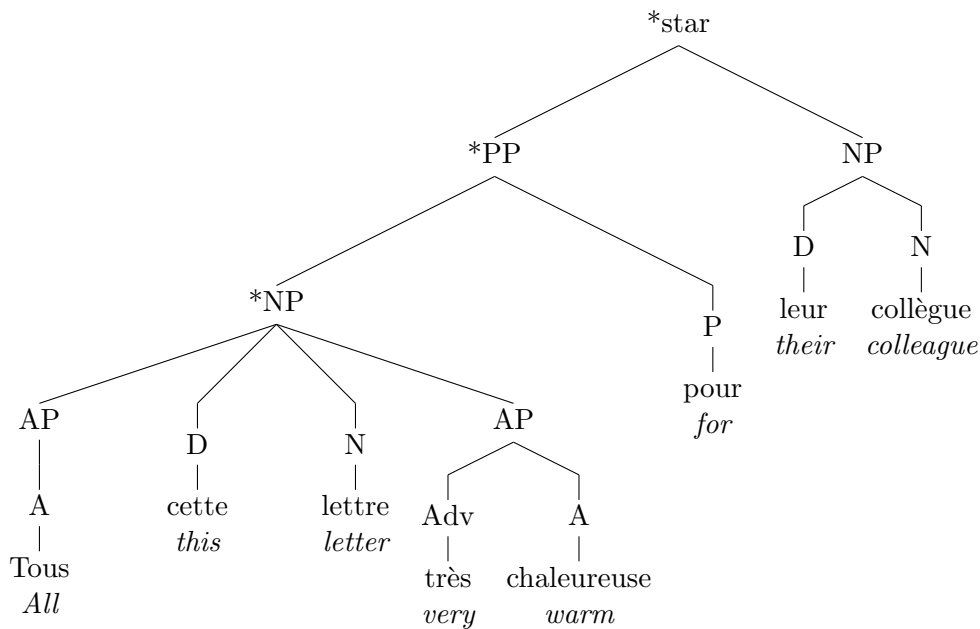 *star
*PP NP
D N
leur collègue
their colleague
*NP
P
pour
for
AP AP
D N
cette lettre
this letter
A Adv A
Tous très chaleureuse
All very warm